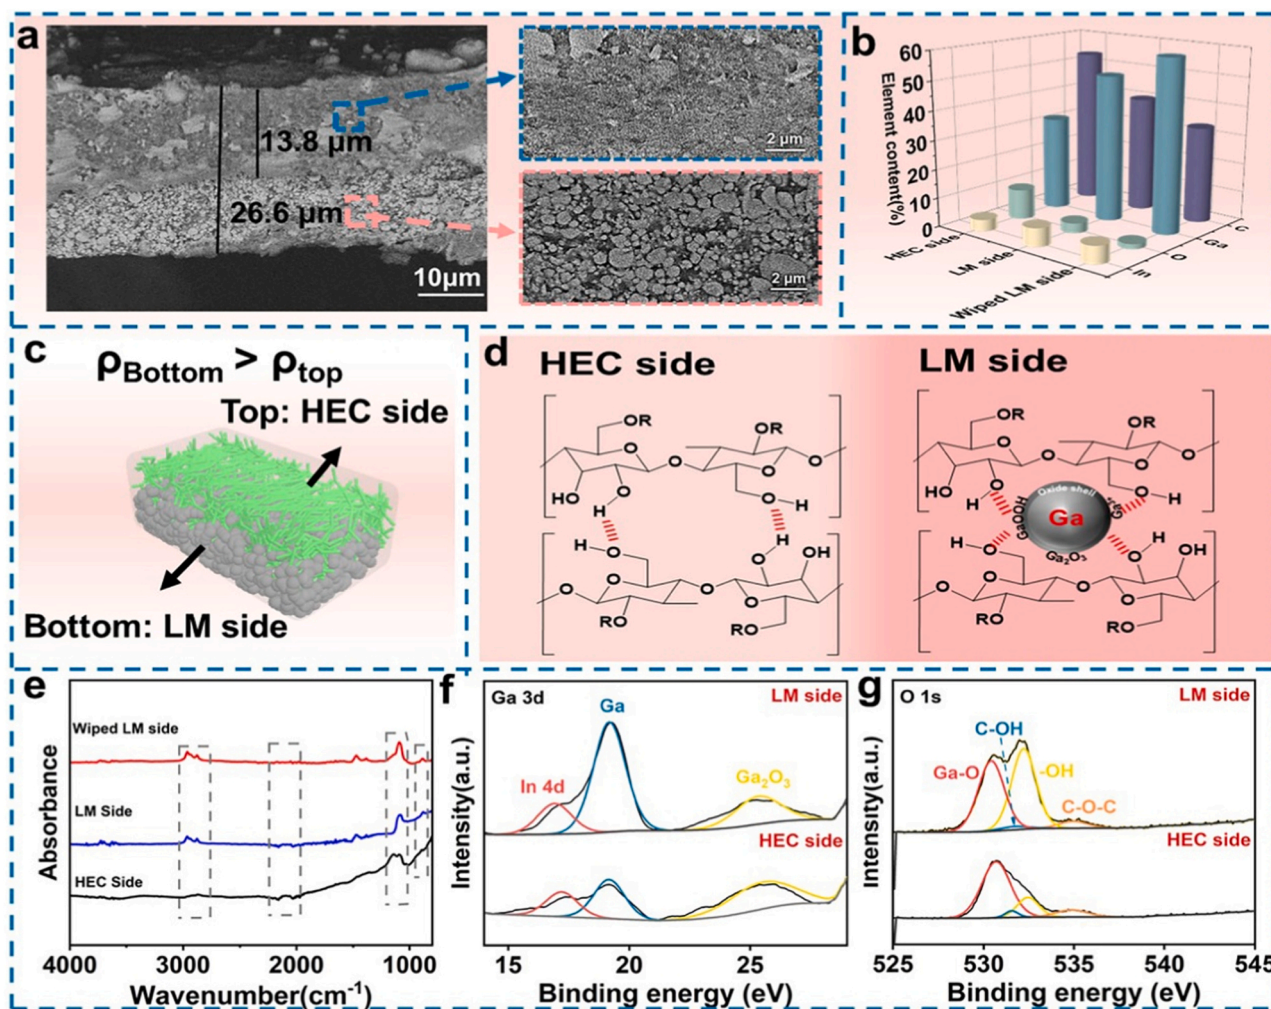 a
13.8 μm
26.6 μm
10μm
2 μm
2 μm
b
Element content(%)
60
50
40
30
20
10
0
HEC side
LM side
Wiped LM side
In
O
Ga
C
c
ρBottom > ρtop
Top: HEC side
Bottom: LM side
d
HEC side
LM side
OR
OR
O
O
O
HO
O
H
O
H
H
O
H
O
OH
O
O
O
O
RO
RO
OR
OR
O
O
O
HO
H
O
O
H
Oxide shell
GaOOH
Ga
Ga₂O₃
H
O
H
O
OH
O
O
O
O
RO
RO
e
Wiped LM side
LM Side
HEC Side
Absorbance
4000
3000
2000
1000
Wavenumber(cm⁻¹)
f
Ga 3d
LM side
Ga
In 4d
Ga₂O₃
HEC side
Intensity(a.u.)
15
20
25
Binding energy (eV)
g
O 1s
LM side
C-OH
Ga-O
-OH
C-O-C
HEC side
Intensity(a.u.)
525
530
535
540
545
Binding energy (eV)